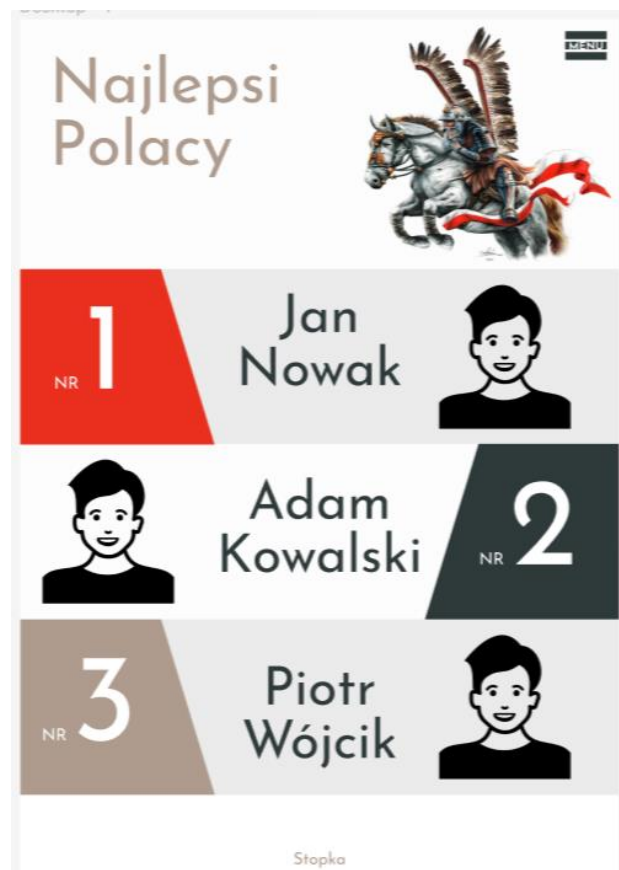 MENU
Najlepsi
Polacy
NR 1
Jan
Nowak
Adam
Kowalski
NR 2
NR 3
Piotr
Wójcik
Stopka